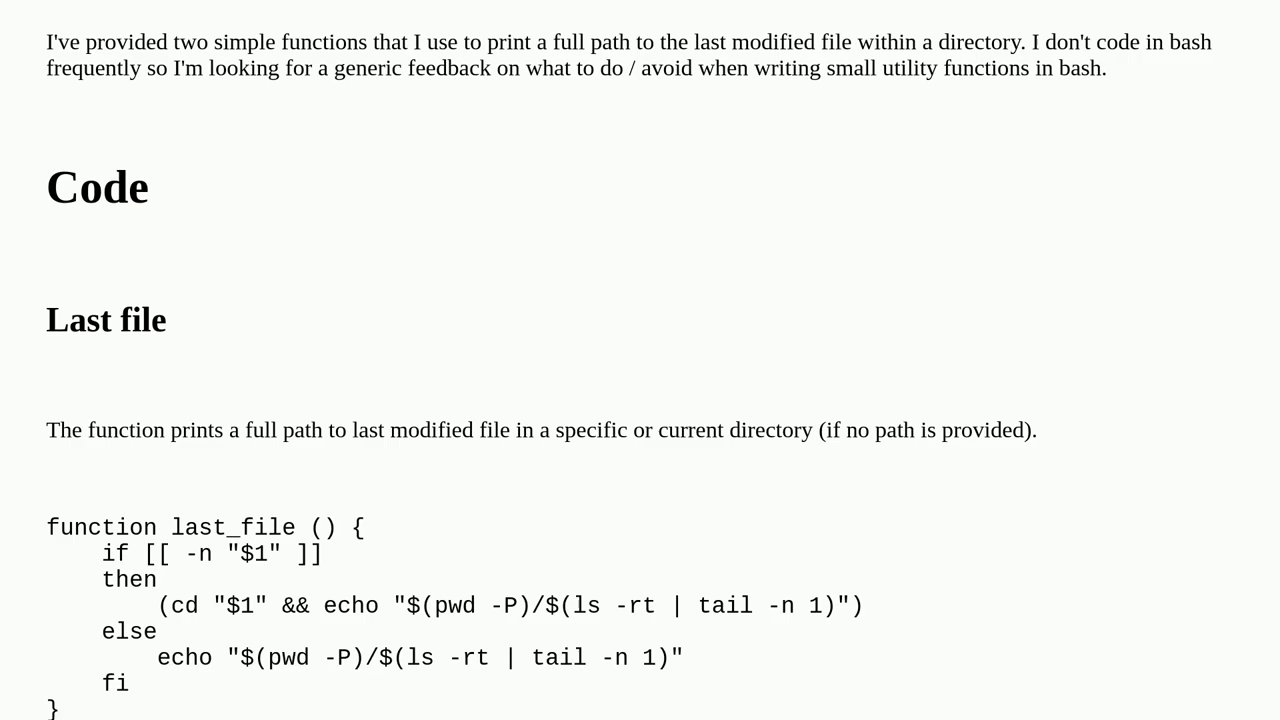 I've provided two simple functions that I use to print a full path to the last modified file within a directory. I don't code in bash
frequently so I'm looking for a generic feedback on what to do / avoid when writing small utility functions in bash.
Code
Last file
The function prints a full path to last modified file in a specific or current directory (if no path is provided).
function last_file () {
    if [[ -n "$1" ]]
    then
        (cd "$1" && echo "$(pwd -P)/$(ls -rt | tail -n 1)")
    else
        echo "$(pwd -P)/$(ls -rt | tail -n 1)"
    fi
}